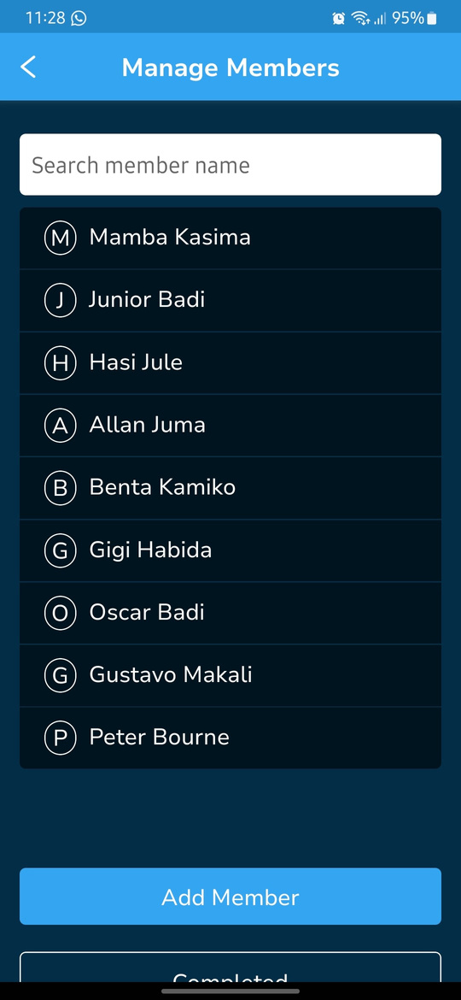 11:28 95%
Manage Members
Search member name
M Mamba Kasima
J Junior Badi
H Hasi Jule
A Allan Juma
B Benta Kamiko
G Gigi Habida
O Oscar Badi
G Gustavo Makali
P Peter Bourne
Add Member
Completed